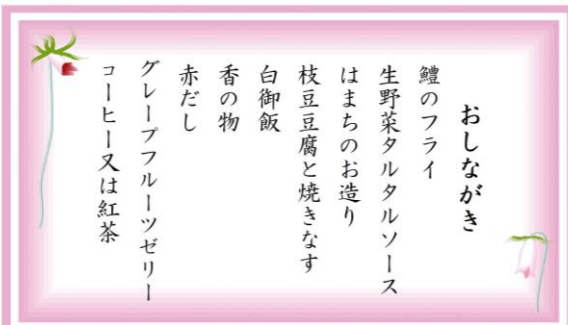 おしながき
鱧のフライ
生野菜タルタルソース
はまちのお造り
枝豆豆腐と焼きなす
白御飯
香の物
赤だし
グレープフルーツゼリー
コーヒー又は紅茶